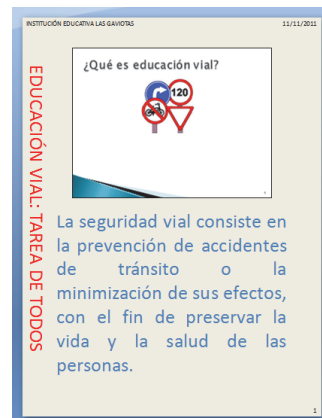 INSTITUCIÓN EDUCATIVA LAS GAVIOTAS
11/11/2011
EDUCACIÓN VIAL: TAREA DE TODOS
¿Qué es educación vial?
120
La seguridad vial consiste en
la prevención de accidentes
de tránsito o la
minimización de sus efectos,
con el fin de preservar la
vida y la salud de las
personas.
1